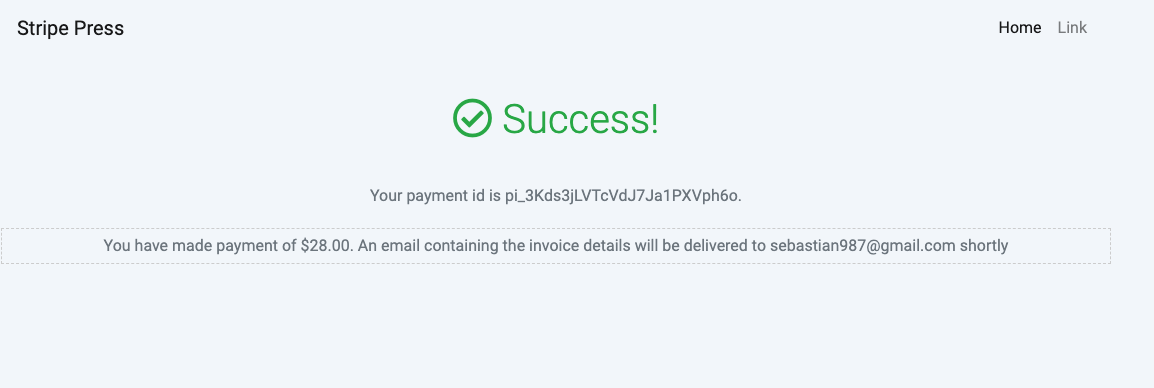 Stripe Press
Home Link
Success!
Your payment id is pi_3Kds3jLVTcVdJ7Ja1PXVph6o.
You have made payment of $28.00. An email containing the invoice details will be delivered to sebastian987@gmail.com shortly